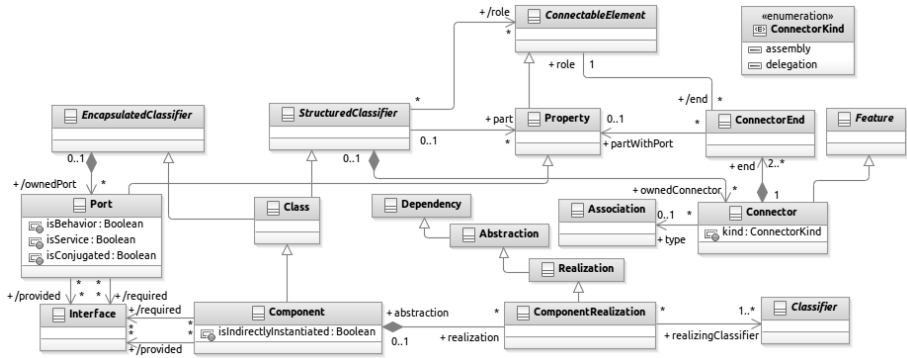 +/role
*
ConnectableElement
«enumeration»
ConnectorKind
assembly
delegation
+ role
1
*
+/end
*
EncapsulatedClassifier
StructuredClassifier
+ part
Property
0..1
*
ConnectorEnd
Feature
0..1
0..1
0..1
*
+ partWithPort
+ end
2..*
+/ownedPort
*
+ ownedConnector
*
1
Port
isBehavior : Boolean
isService : Boolean
isConjugated : Boolean
Class
Dependency
Association
0..1
*
+ type
Connector
kind : ConnectorKind
Abstraction
Realization
*
*
*
*
+/provided
+/required
Interface
+/required
*
*
*
*
+/provided
Component
isIndirectlyInstantiated : Boolean
+ abstraction
0..1
*
+ realization
ComponentRealization
*
1..*
+ realizingClassifier
Classifier